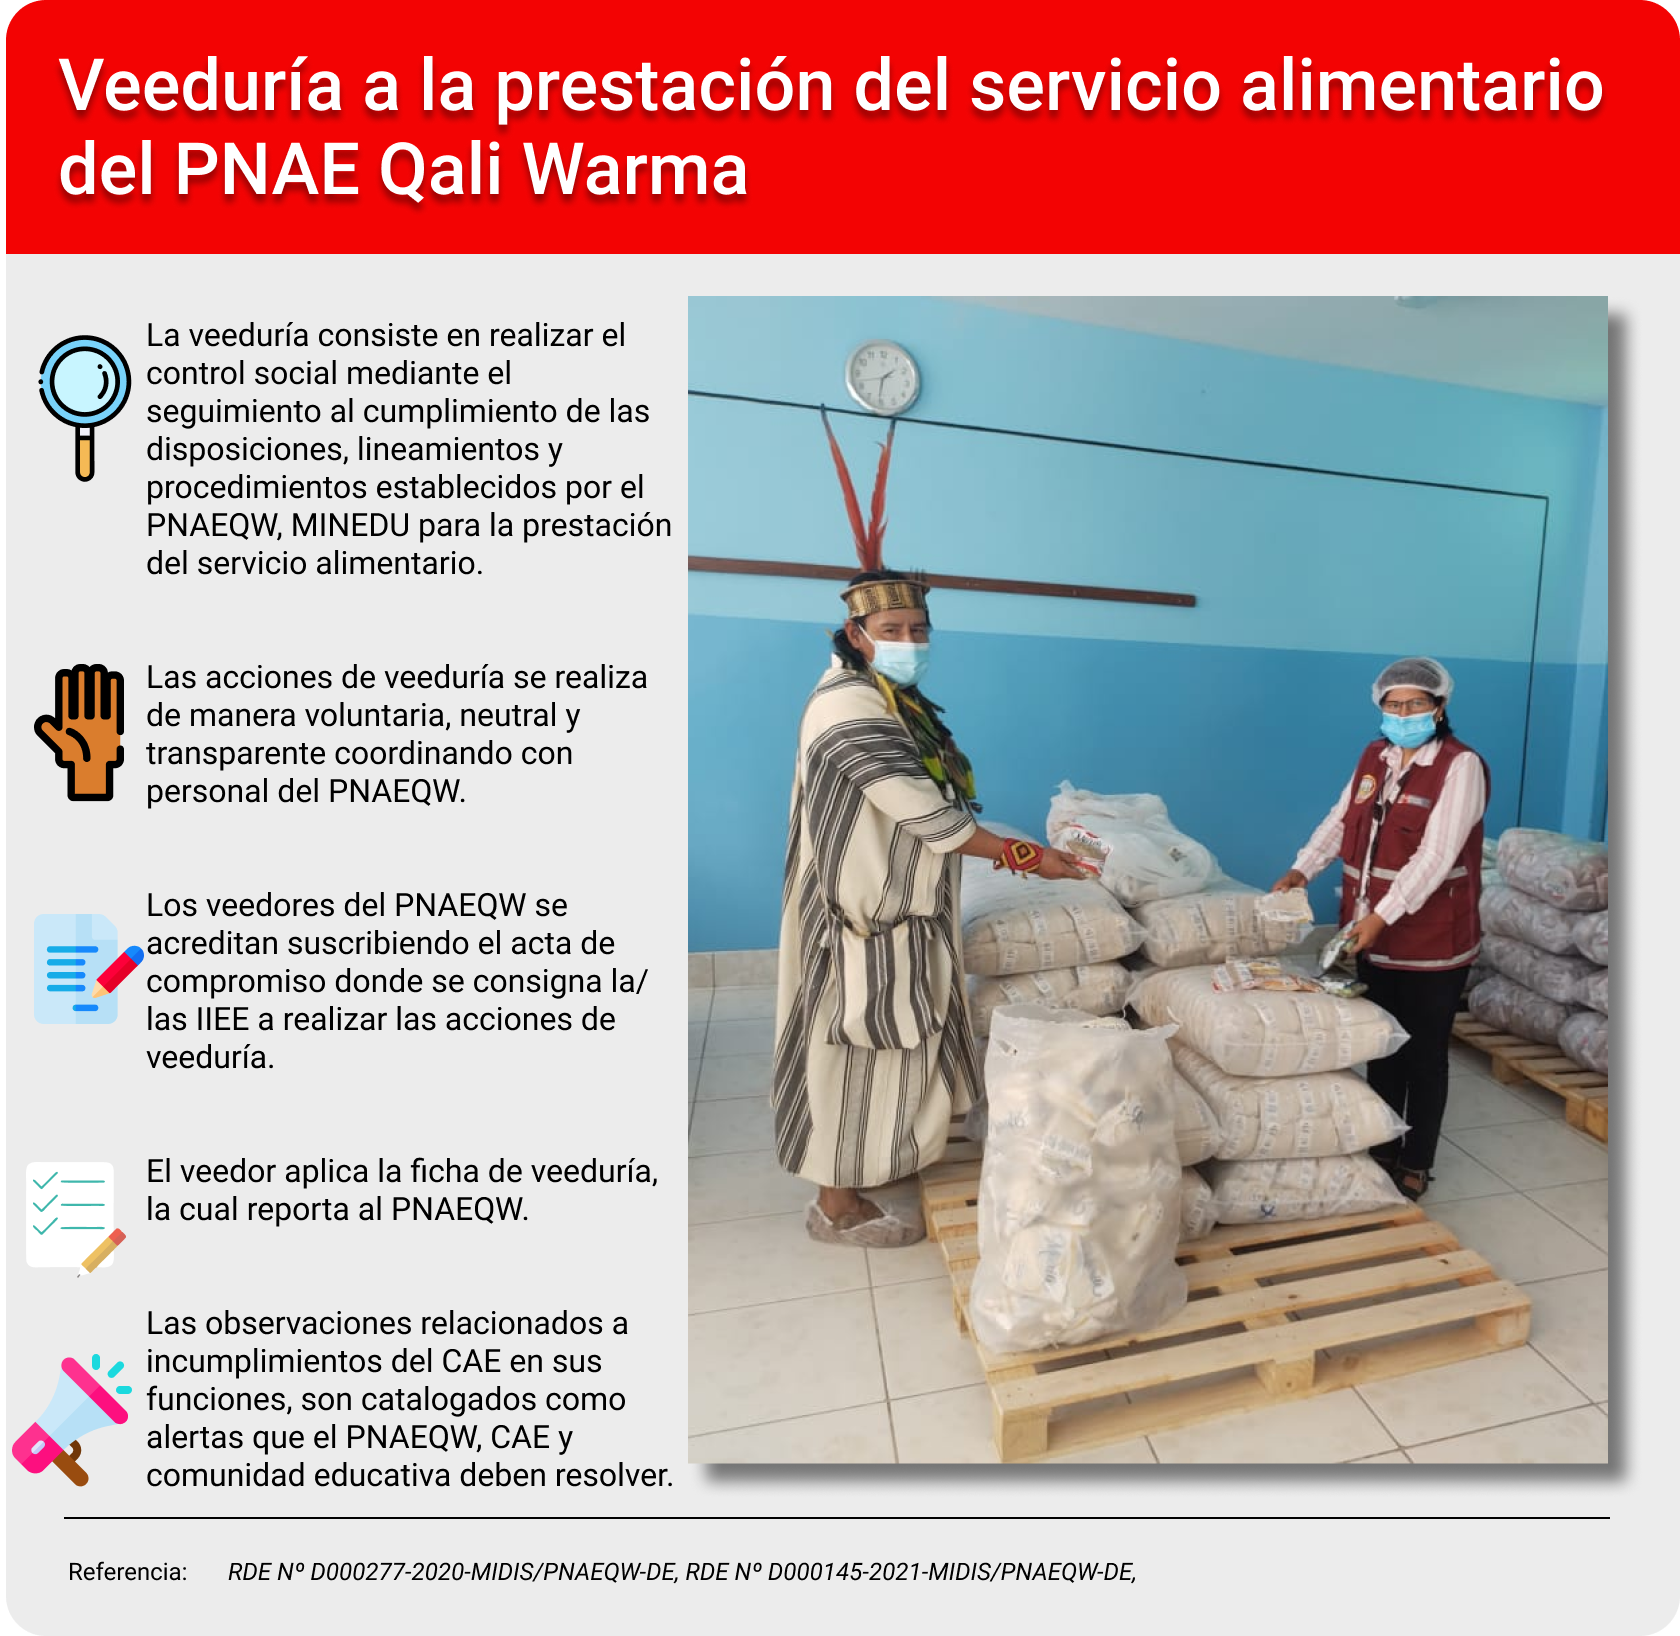 Veeduría a la prestación del servicio alimentario
del PNAE Qali Warma
La veeduría consiste en realizar el
control social mediante el
seguimiento al cumplimiento de las
disposiciones, lineamientos y
procedimientos establecidos por el
PNAEQW, MINEDU para la prestación
del servicio alimentario.
Las acciones de veeduría se realiza
de manera voluntaria, neutral y
transparente coordinando con
personal del PNAEQW.
Los veedores del PNAEQW se
acreditan suscribiendo el acta de
compromiso donde se consigna la/
las IIEE a realizar las acciones de
veeduría.
El veedor aplica la ficha de veeduría,
la cual reporta al PNAEQW.
Las observaciones relacionados a
incumplimientos del CAE en sus
funciones, son catalogados como
alertas que el PNAEQW, CAE y
comunidad educativa deben resolver.
Referencia: RDE Nº D000277-2020-MIDIS/PNAEQW-DE, RDE Nº D000145-2021-MIDIS/PNAEQW-DE,